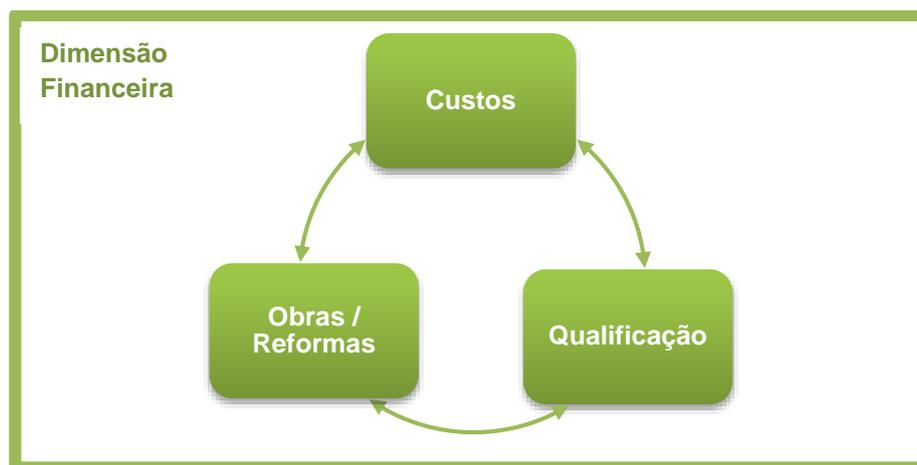 Dimensão
Financeira
Custos
Obras /
Reformas
Qualificação